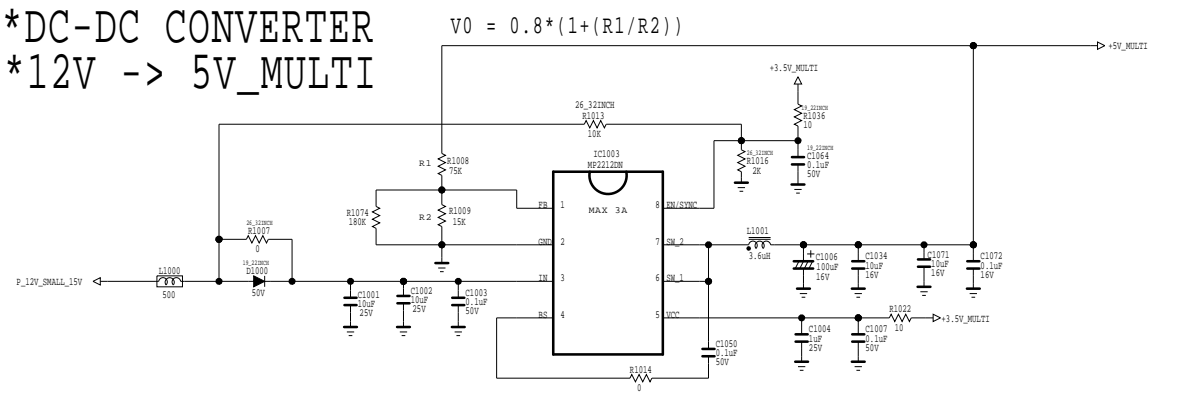 *DC-DC CONVERTER
*12V -> 5V_MULTI
V0 = 0.8*(1+(R1/R2))
+5V_MULTI
+3.5V_MULTI
19_22INCH
R1036
10
26_32INCH
R1013
10K
26_32INCH
R1016
2K
19_22INCH
C1064
0.1uF
50V
R1
R1008
75K
R1074
180K
R2
R1009
15K
IC1003
MP2212DN
MAX 3A
FB
1
GND
2
IN
3
BS
4
8
EN/SYNC
7
SW_2
6
SW_1
5
VCC
26_32INCH
R1007
0
19_22INCH
D1000
50V
P_12V_SMALL_15V
L1000
500
C1001
10uF
25V
C1002
10uF
25V
C1003
0.1uF
50V
L1001
3.6uH
+
C1006
100uF
16V
C1034
10uF
16V
C1071
10uF
16V
C1072
0.1uF
16V
R1022
10
+3.5V_MULTI
C1004
1uF
25V
C1007
0.1uF
50V
C1050
0.1uF
50V
R1014
0